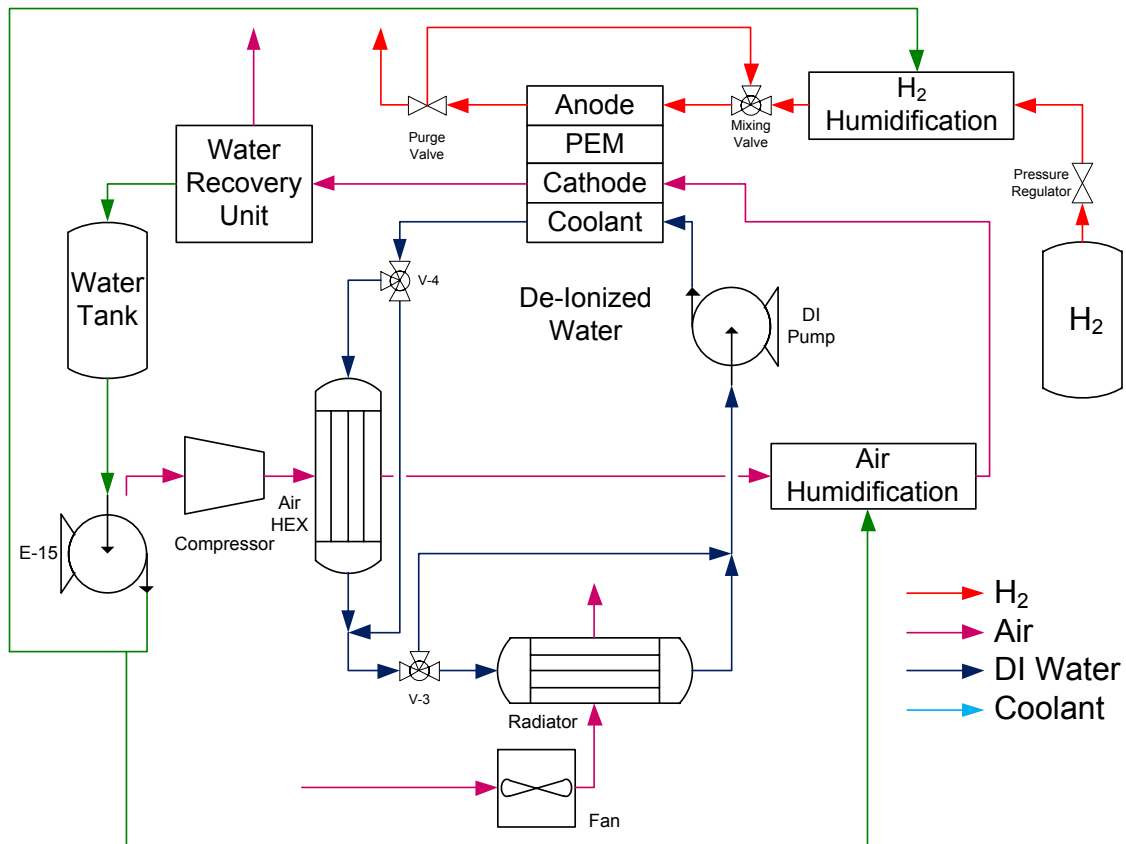 H2
Humidification
Anode
Mixing
Valve
Purge
Valve
PEM
Water
Recovery
Unit
Cathode
Pressure
Regulator
Coolant
V-4
Water
Tank
De-Ionized
Water
DI
Pump
H2
Air
Humidification
Air
HEX
Compressor
E-15
H2
Air
DI Water
Coolant
V-3
Radiator
Fan